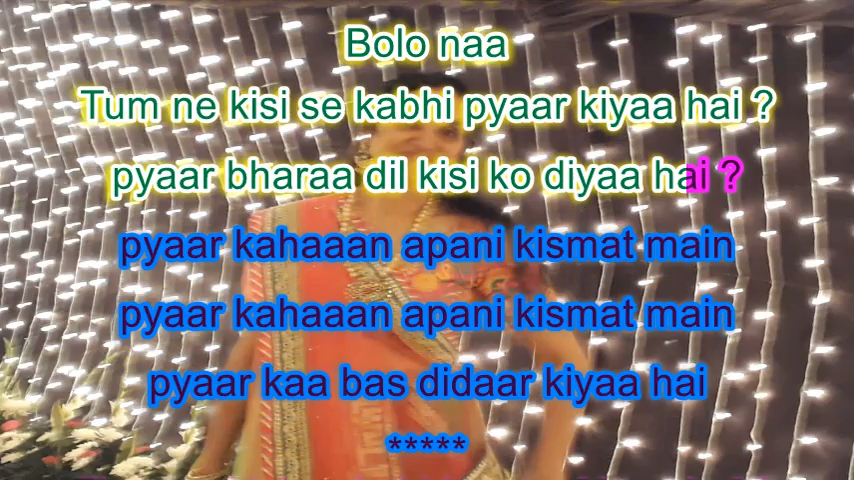 Bolo naa
Tum ne kisi se kabhi pyaar kiyaa hai ?
pyaar bharaa dil kisi ko diyaa hai ?
pyaar kahaaan apani kismat main
pyaar kahaaan apani kismat main
pyaar kaa bas didaar kiyaa hai
*****